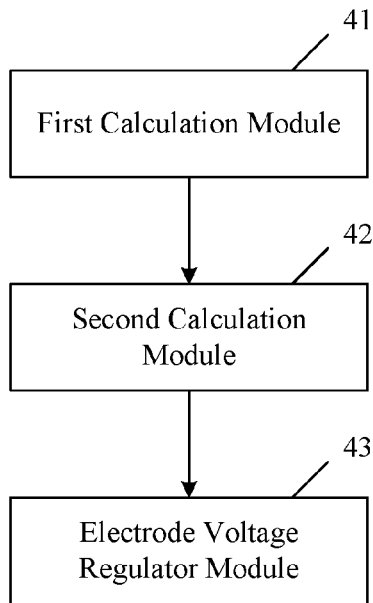 41
First Calculation Module
42
Second Calculation
Module
43
Electrode Voltage
Regulator Module